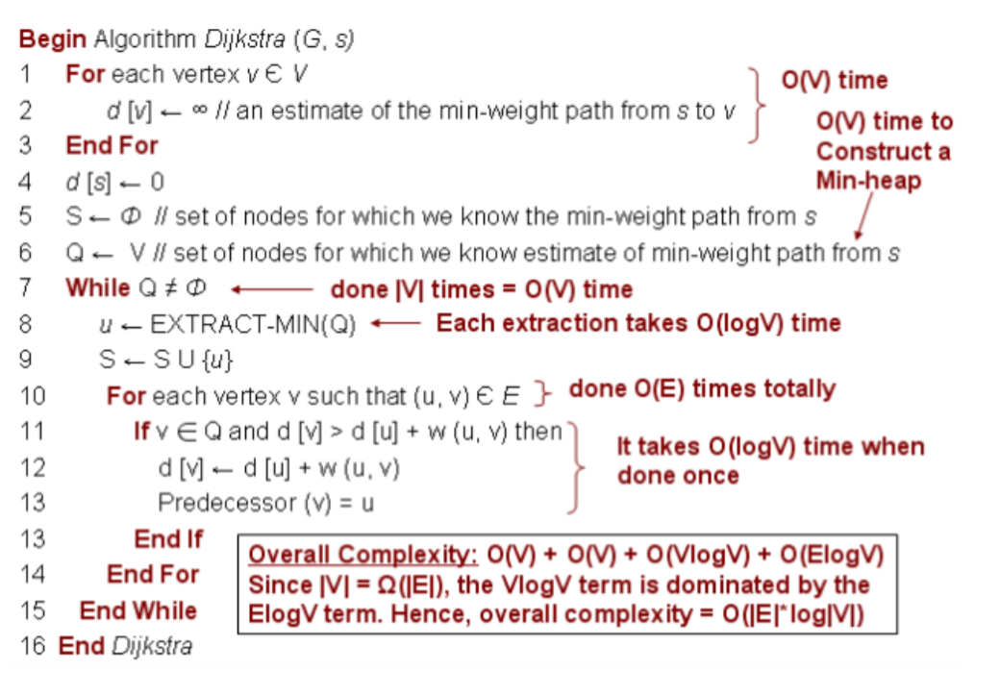 Begin Algorithm Dijkstra (G, s)
1 For each vertex v Є V
2 d [v] ← ∞ // an estimate of the min-weight path from s to v
O(V) time
3 End For
4 d [s] ← 0
O(V) time to
Construct a
Min-heap
5 S ← Φ // set of nodes for which we know the min-weight path from s
6 Q ← V // set of nodes for which we know estimate of min-weight path from s
7 While Q ≠ Φ ← done |V| times = O(V) time
8 u ← EXTRACT-MIN(Q) ← Each extraction takes O(logV) time
9 S ← S U {u}
10 For each vertex v such that (u, v) Є E } done O(E) times totally
11 If v ∈ Q and d [v] > d [u] + w (u, v) then
12 d [v] ← d [u] + w (u, v)
13 Predecessor (v) = u
It takes O(logV) time when
done once
13 End If
14 End For
15 End While
16 End Dijkstra
Overall Complexity: O(V) + O(V) + O(VlogV) + O(ElogV)
Since |V| = Ω(|E|), the VlogV term is dominated by the
ElogV term. Hence, overall complexity = O(|E|*log|V|)